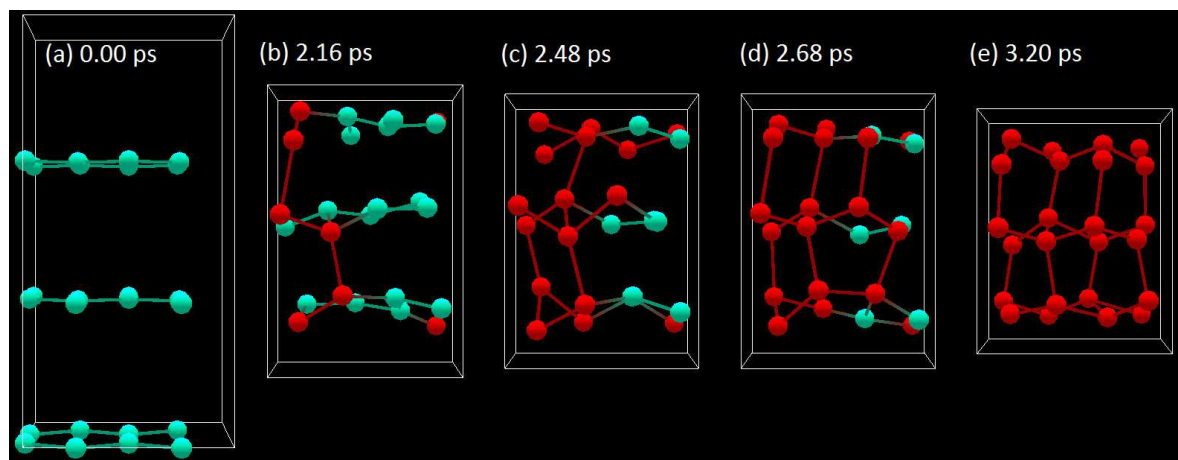 (a) 0.00 ps
(b) 2.16 ps
(c) 2.48 ps
(d) 2.68 ps
(e) 3.20 ps